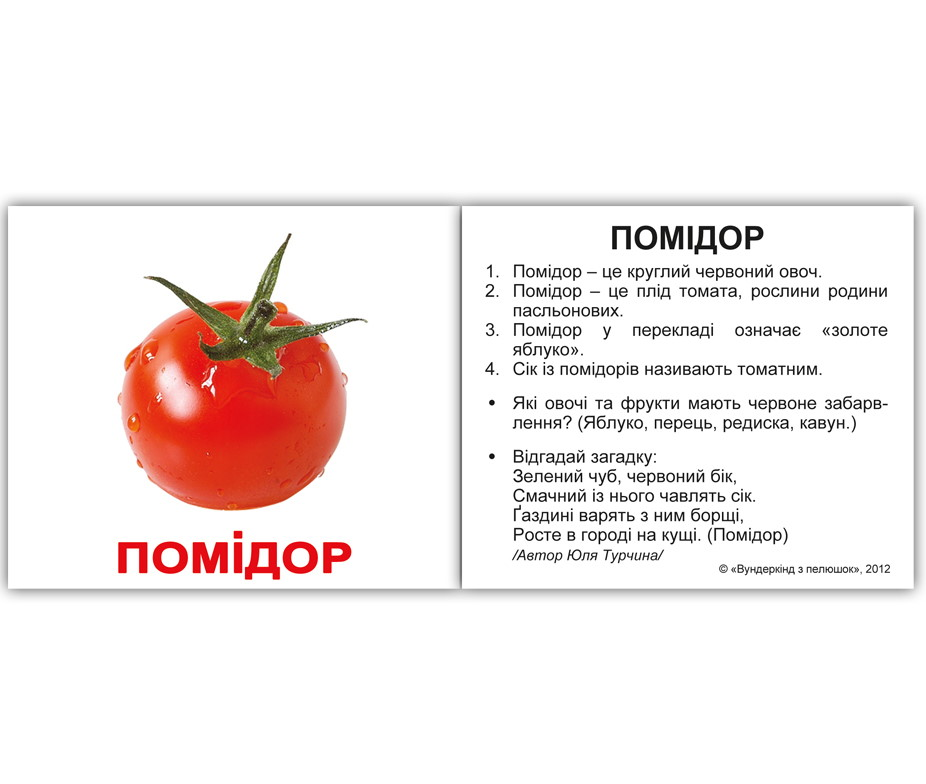 ПОМіДОР
ПОМІДОР
1. Помідор – це круглий червоний овоч.
2. Помідор – це плід томата, рослини родини
пасльонових.
3. Помідор у перекладі означає «золоте
яблуко».
4. Сік із помідорів називають томатним.
• Які овочі та фрукти мають червоне забарв-
лення? (Яблуко, перець, редиска, кавун.)
• Відгадай загадку:
Зелений чуб, червоний бік,
Смачний із нього чавлять сік.
Ґаздині варять з ним борщі,
Росте в городі на кущі. (Помідор)
/Автор Юля Турчина/
© «Вундеркінд з пелюшок», 2012